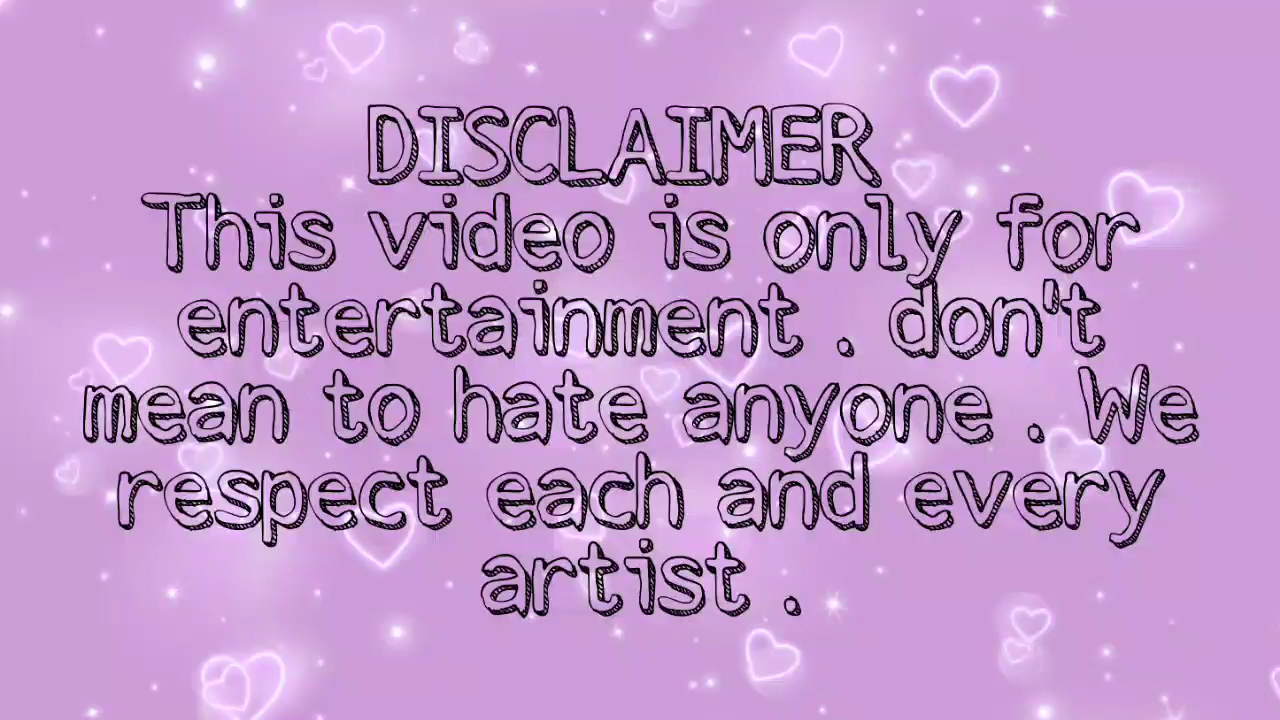 DISCLAIMER
This video is only for
entertainment . don't
mean to hate anyone . We
respect each and every
artist .